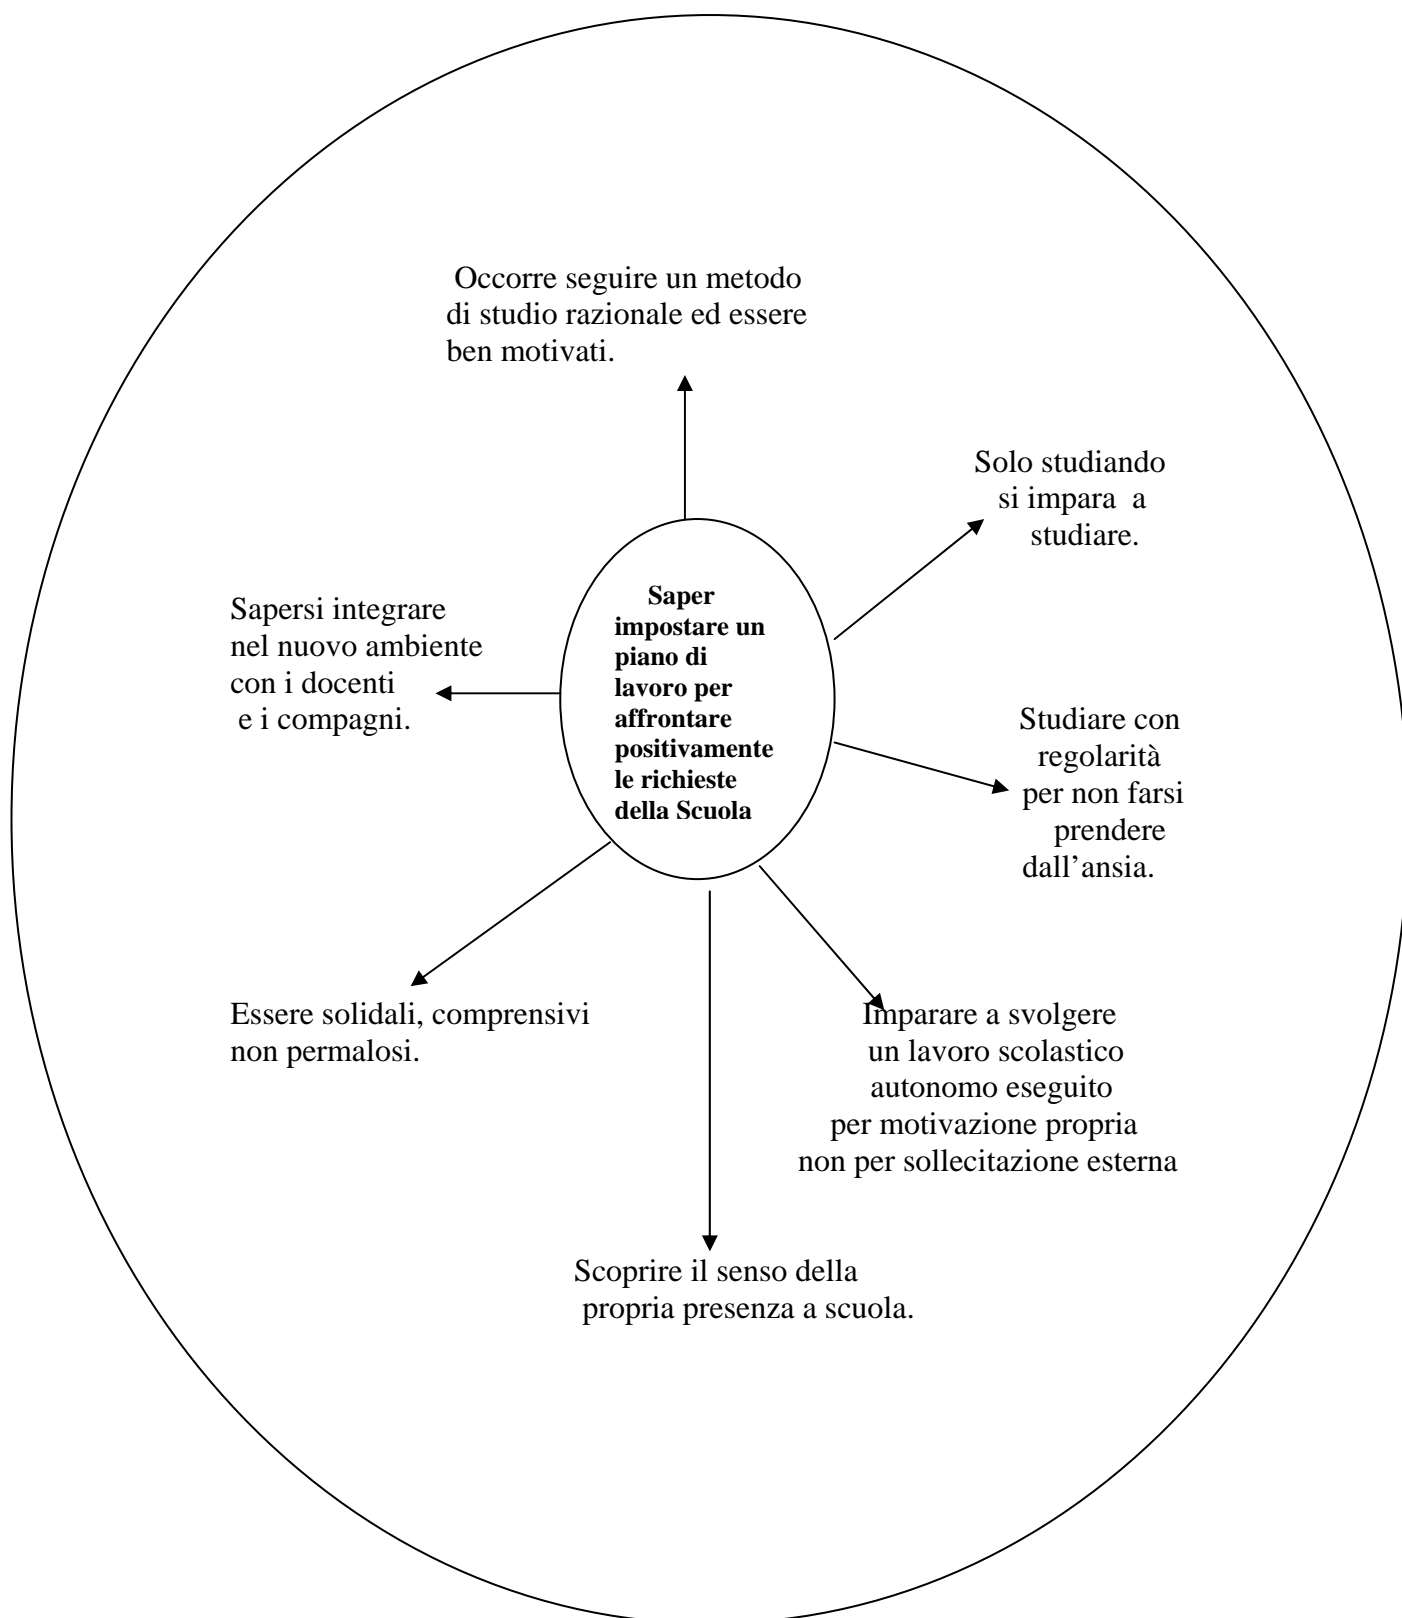 Occorre seguire un metodo
di studio razionale ed essere
ben motivati.
Solo studiando
si impara a
studiare.
Saper
impostare un
piano di
lavoro per
affrontare
positivamente
le richieste
della Scuola
Sapersi integrare
nel nuovo ambiente
con i docenti
e i compagni.
Studiare con
regolarità
per non farsi
prendere
dall’ansia.
Essere solidali, comprensivi
non permalosi.
Imparare a svolgere
un lavoro scolastico
autonomo eseguito
per motivazione propria
non per sollecitazione esterna
Scoprire il senso della
propria presenza a scuola.